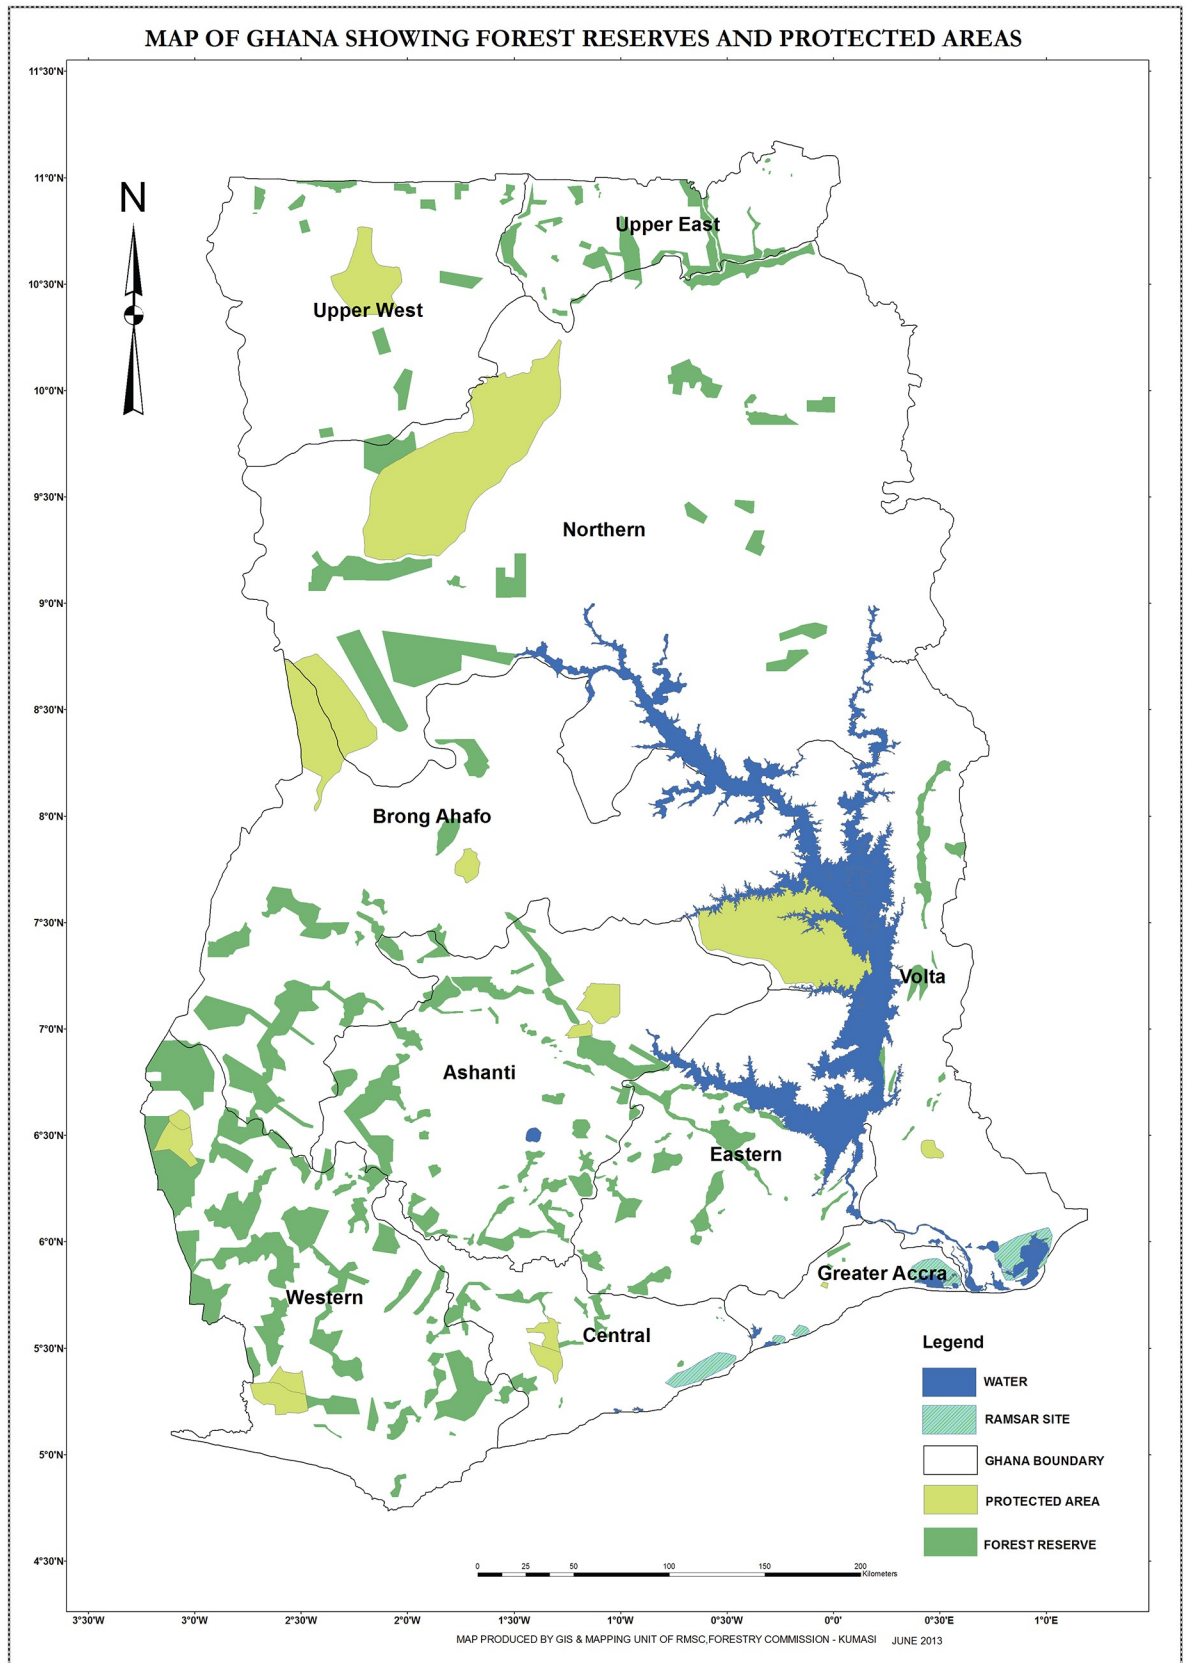 MAP OF GHANA SHOWING FOREST RESERVES AND PROTECTED AREAS
11°30'N
11°0'N
10°30'N
10°0'N
9°30'N
9°0'N
8°30'N
8°0'N
7°30'N
7°0'N
6°30'N
6°0'N
5°30'N
5°0'N
4°30'N
N
Upper East
Upper West
Northern
Brong Ahafo
Volta
Ashanti
Eastern
Greater Accra
Western
Central
Legend
WATER
RAMSAR SITE
GHANA BOUNDARY
PROTECTED AREA
FOREST RESERVE
0 25 50 100 150 200
Kilometers
3°30'W 3°0'W 2°30'W 2°0'W 1°30'W 1°0'W 0°30'W 0°0' 0°30'E 1°0'E
MAP PRODUCED BY GIS & MAPPING UNIT OF RMSC,FORESTRY COMMISSION - KUMASI JUNE 2013